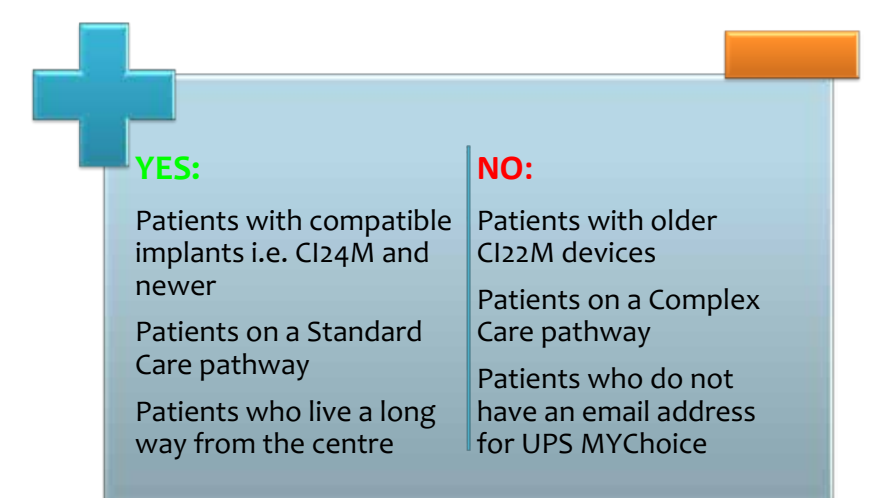 YES:
Patients with compatible
implants i.e. CI24M and
newer
Patients on a Standard
Care pathway
Patients who live a long
way from the centre
NO:
Patients with older
CI22M devices
Patients on a Complex
Care pathway
Patients who do not
have an email address
for UPS MYChoice